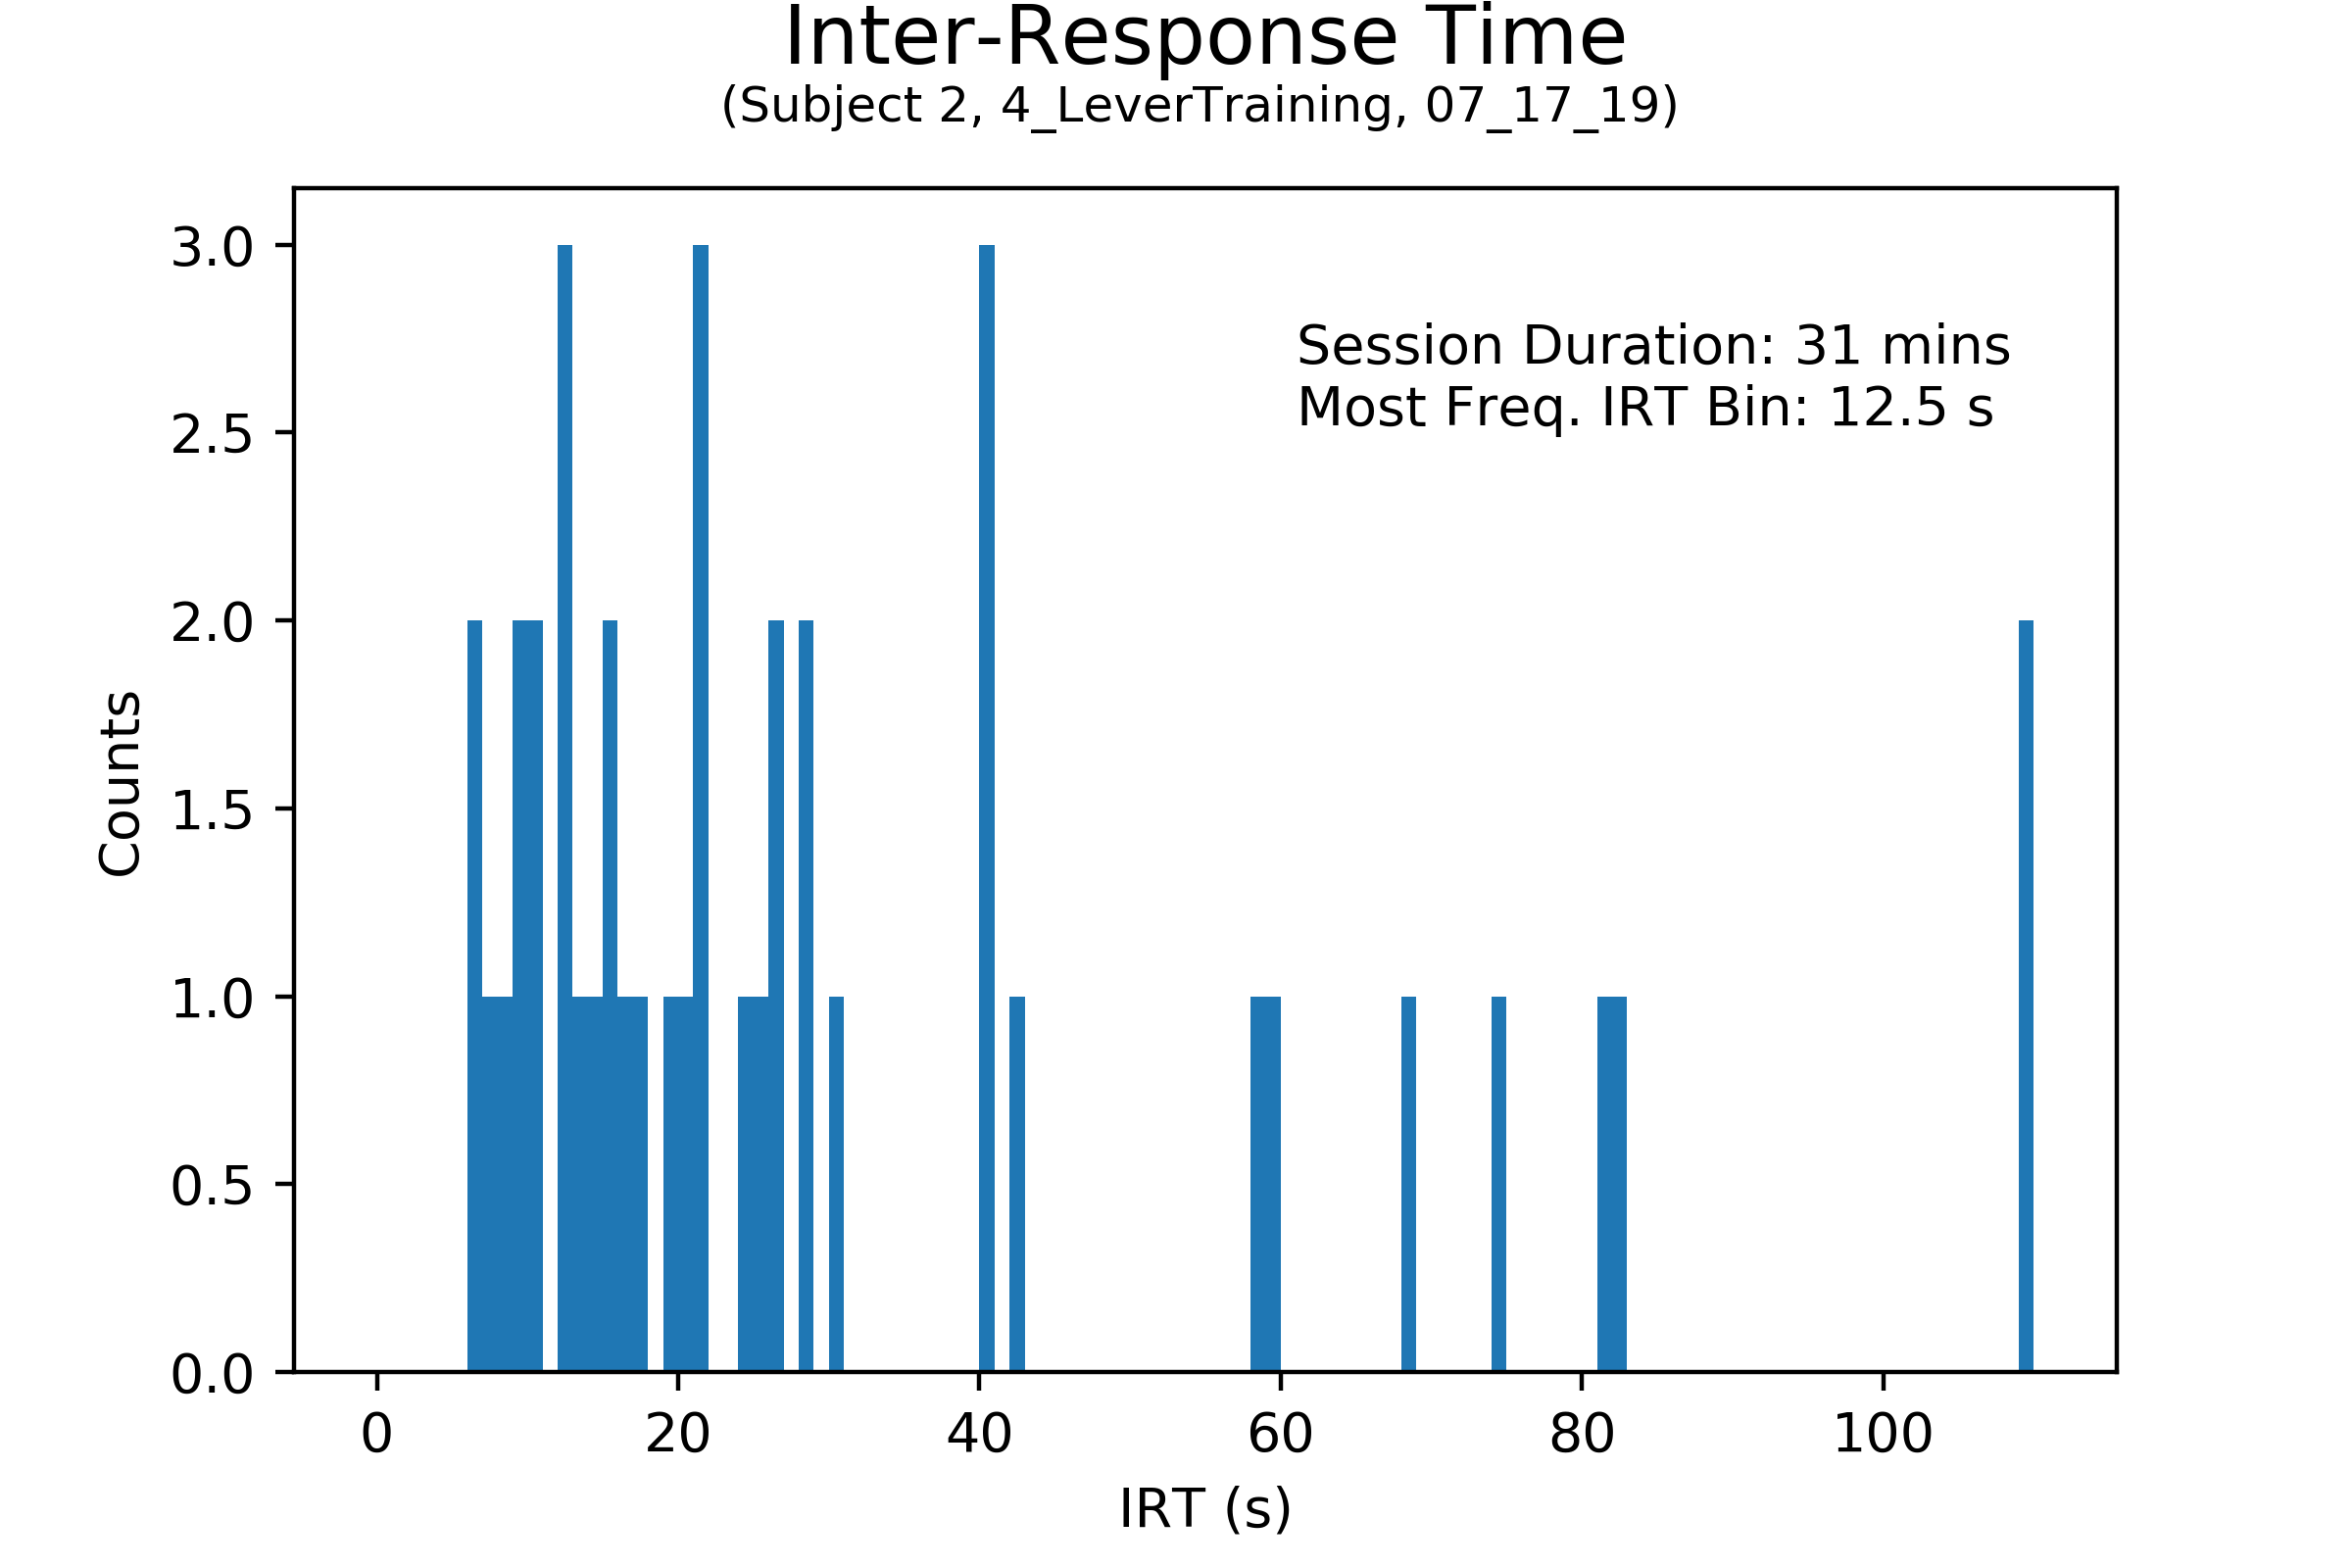 Inter-Response Time
(Subject 2, 4_LeverTraining, 07_17_19)
3.0
2.5
2.0
1.5
1.0
0.5
0.0
Counts
Session Duration: 31 mins
Most Freq. IRT Bin: 12.5 s
0 20 40 60 80 100
IRT (s)